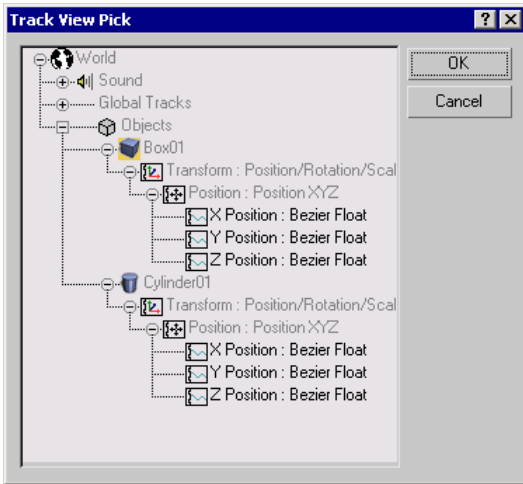 Track View Pick
World
OK
Sound
Global Tracks
Cancel
Objects
Box01
Transform : Position/Rotation/Scal
Position : Position XYZ
X Position : Bezier Float
Y Position : Bezier Float
Z Position : Bezier Float
Cylinder01
Transform : Position/Rotation/Scal
Position : Position XYZ
X Position : Bezier Float
Y Position : Bezier Float
Z Position : Bezier Float